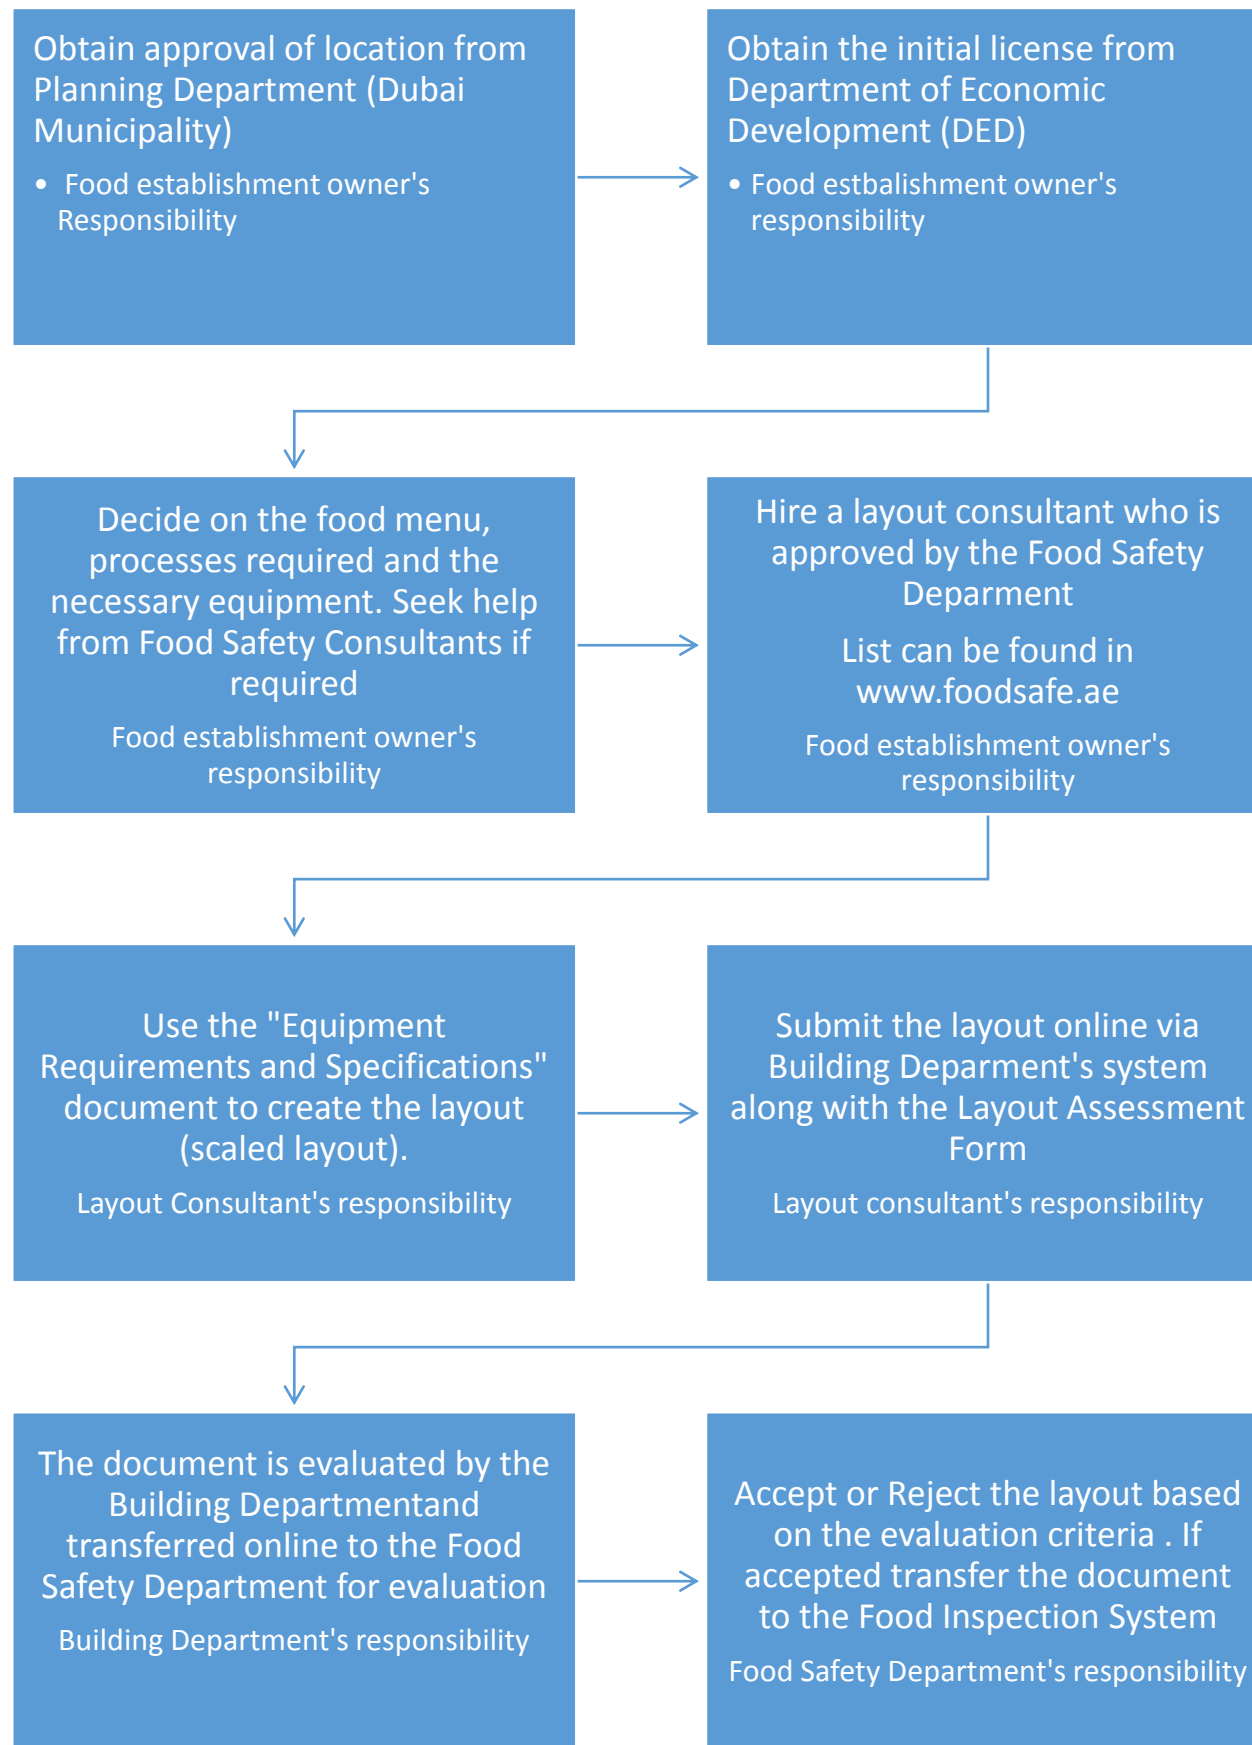 Obtain approval of location from
Planning Department (Dubai
Municipality)
• Food establishment owner's
Responsibility
Obtain the initial license from
Department of Economic
Development (DED)
• Food estbalishment owner's
responsibility
Decide on the food menu,
processes required and the
necessary equipment. Seek help
from Food Safety Consultants if
required
Food establishment owner's
responsibility
Hire a layout consultant who is
approved by the Food Safety
Deparment
List can be found in
www.foodsafe.ae
Food establishment owner's
responsibility
Use the "Equipment
Requirements and Specifications"
document to create the layout
(scaled layout).
Layout Consultant's responsibility
Submit the layout online via
Building Deparment's system
along with the Layout Assessment
Form
Layout consultant's responsibility
The document is evaluated by the
Building Departmentand
transferred online to the Food
Safety Department for evaluation
Building Department's responsibility
Accept or Reject the layout based
on the evaluation criteria . If
accepted transfer the document
to the Food Inspection System
Food Safety Department's responsibility